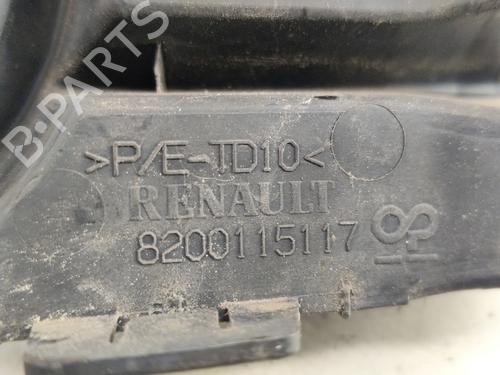 B-PARTS
>P/E-TD10<
RENAULT
8200115117